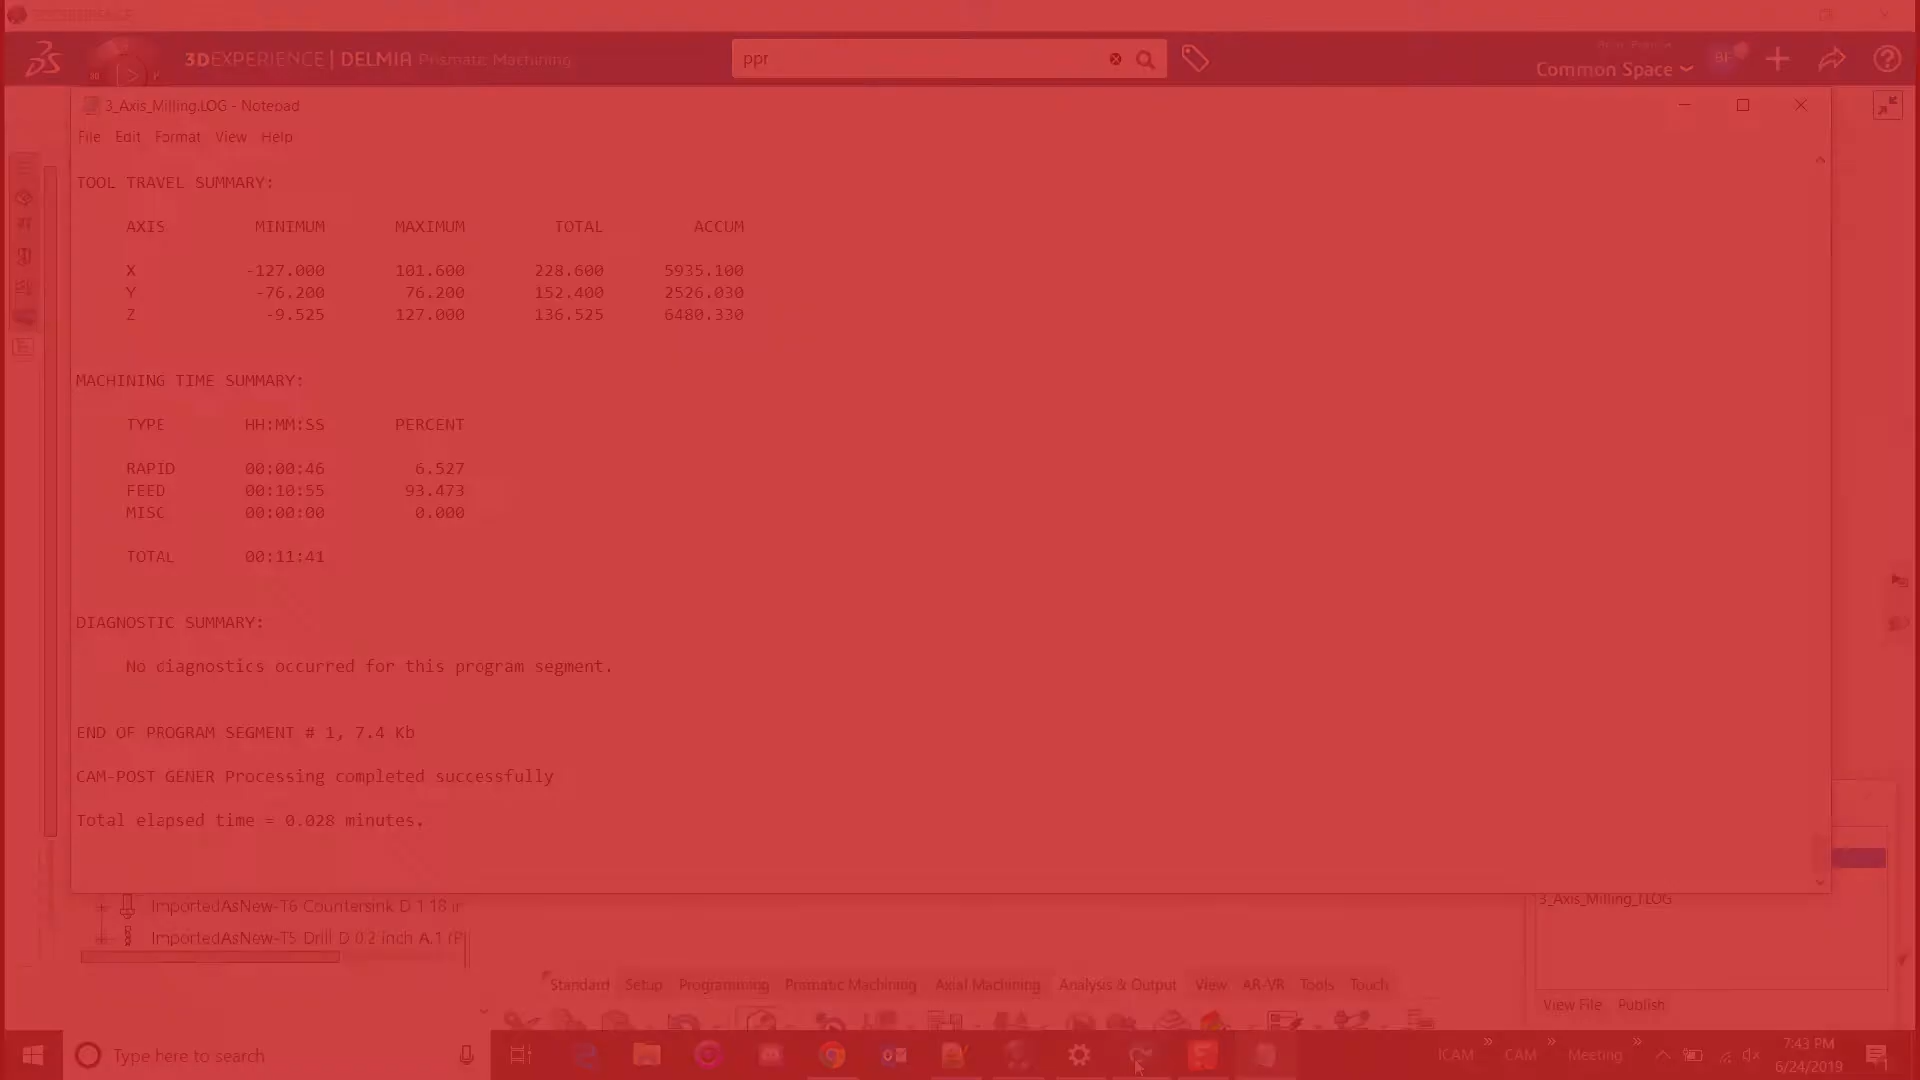 3DEXPERIENCE
3DEXPERIENCE | DELMIA Prismatic Machining
ppr
Common Space
3_Axis_Milling.LOG - Notepad
File Edit Format View Help
TOOL TRAVEL SUMMARY:
AXIS MINIMUM MAXIMUM TOTAL ACCUM
X -127.000 101.600 228.600 5935.100
Y -76.200 76.200 152.400 2526.030
Z -9.525 127.000 136.525 6480.330
MACHINING TIME SUMMARY:
TYPE HH:MM:SS PERCENT
RAPID 00:00:46 6.527
FEED 00:10:55 93.473
MISC 00:00:00 0.000
TOTAL 00:11:41
DIAGNOSTIC SUMMARY:
No diagnostics occurred for this program segment.
END OF PROGRAM SEGMENT # 1, 7.4 Kb
CAM-POST GENER Processing completed successfully
Total elapsed time = 0.028 minutes.
ImportedAsNew-T6 Countersink D 1.18 in
3_Axis_Milling_I.LOG
ImportedAsNew-T5 Drill D 0.2 inch A.1 (P
Standard Setup Programming Prismatic Machining Axial Machining Analysis & Output View AR-VR Tools Touch
View File Publish
Type here to search
ICAM CAM Meeting
7:43 PM
6/24/2019